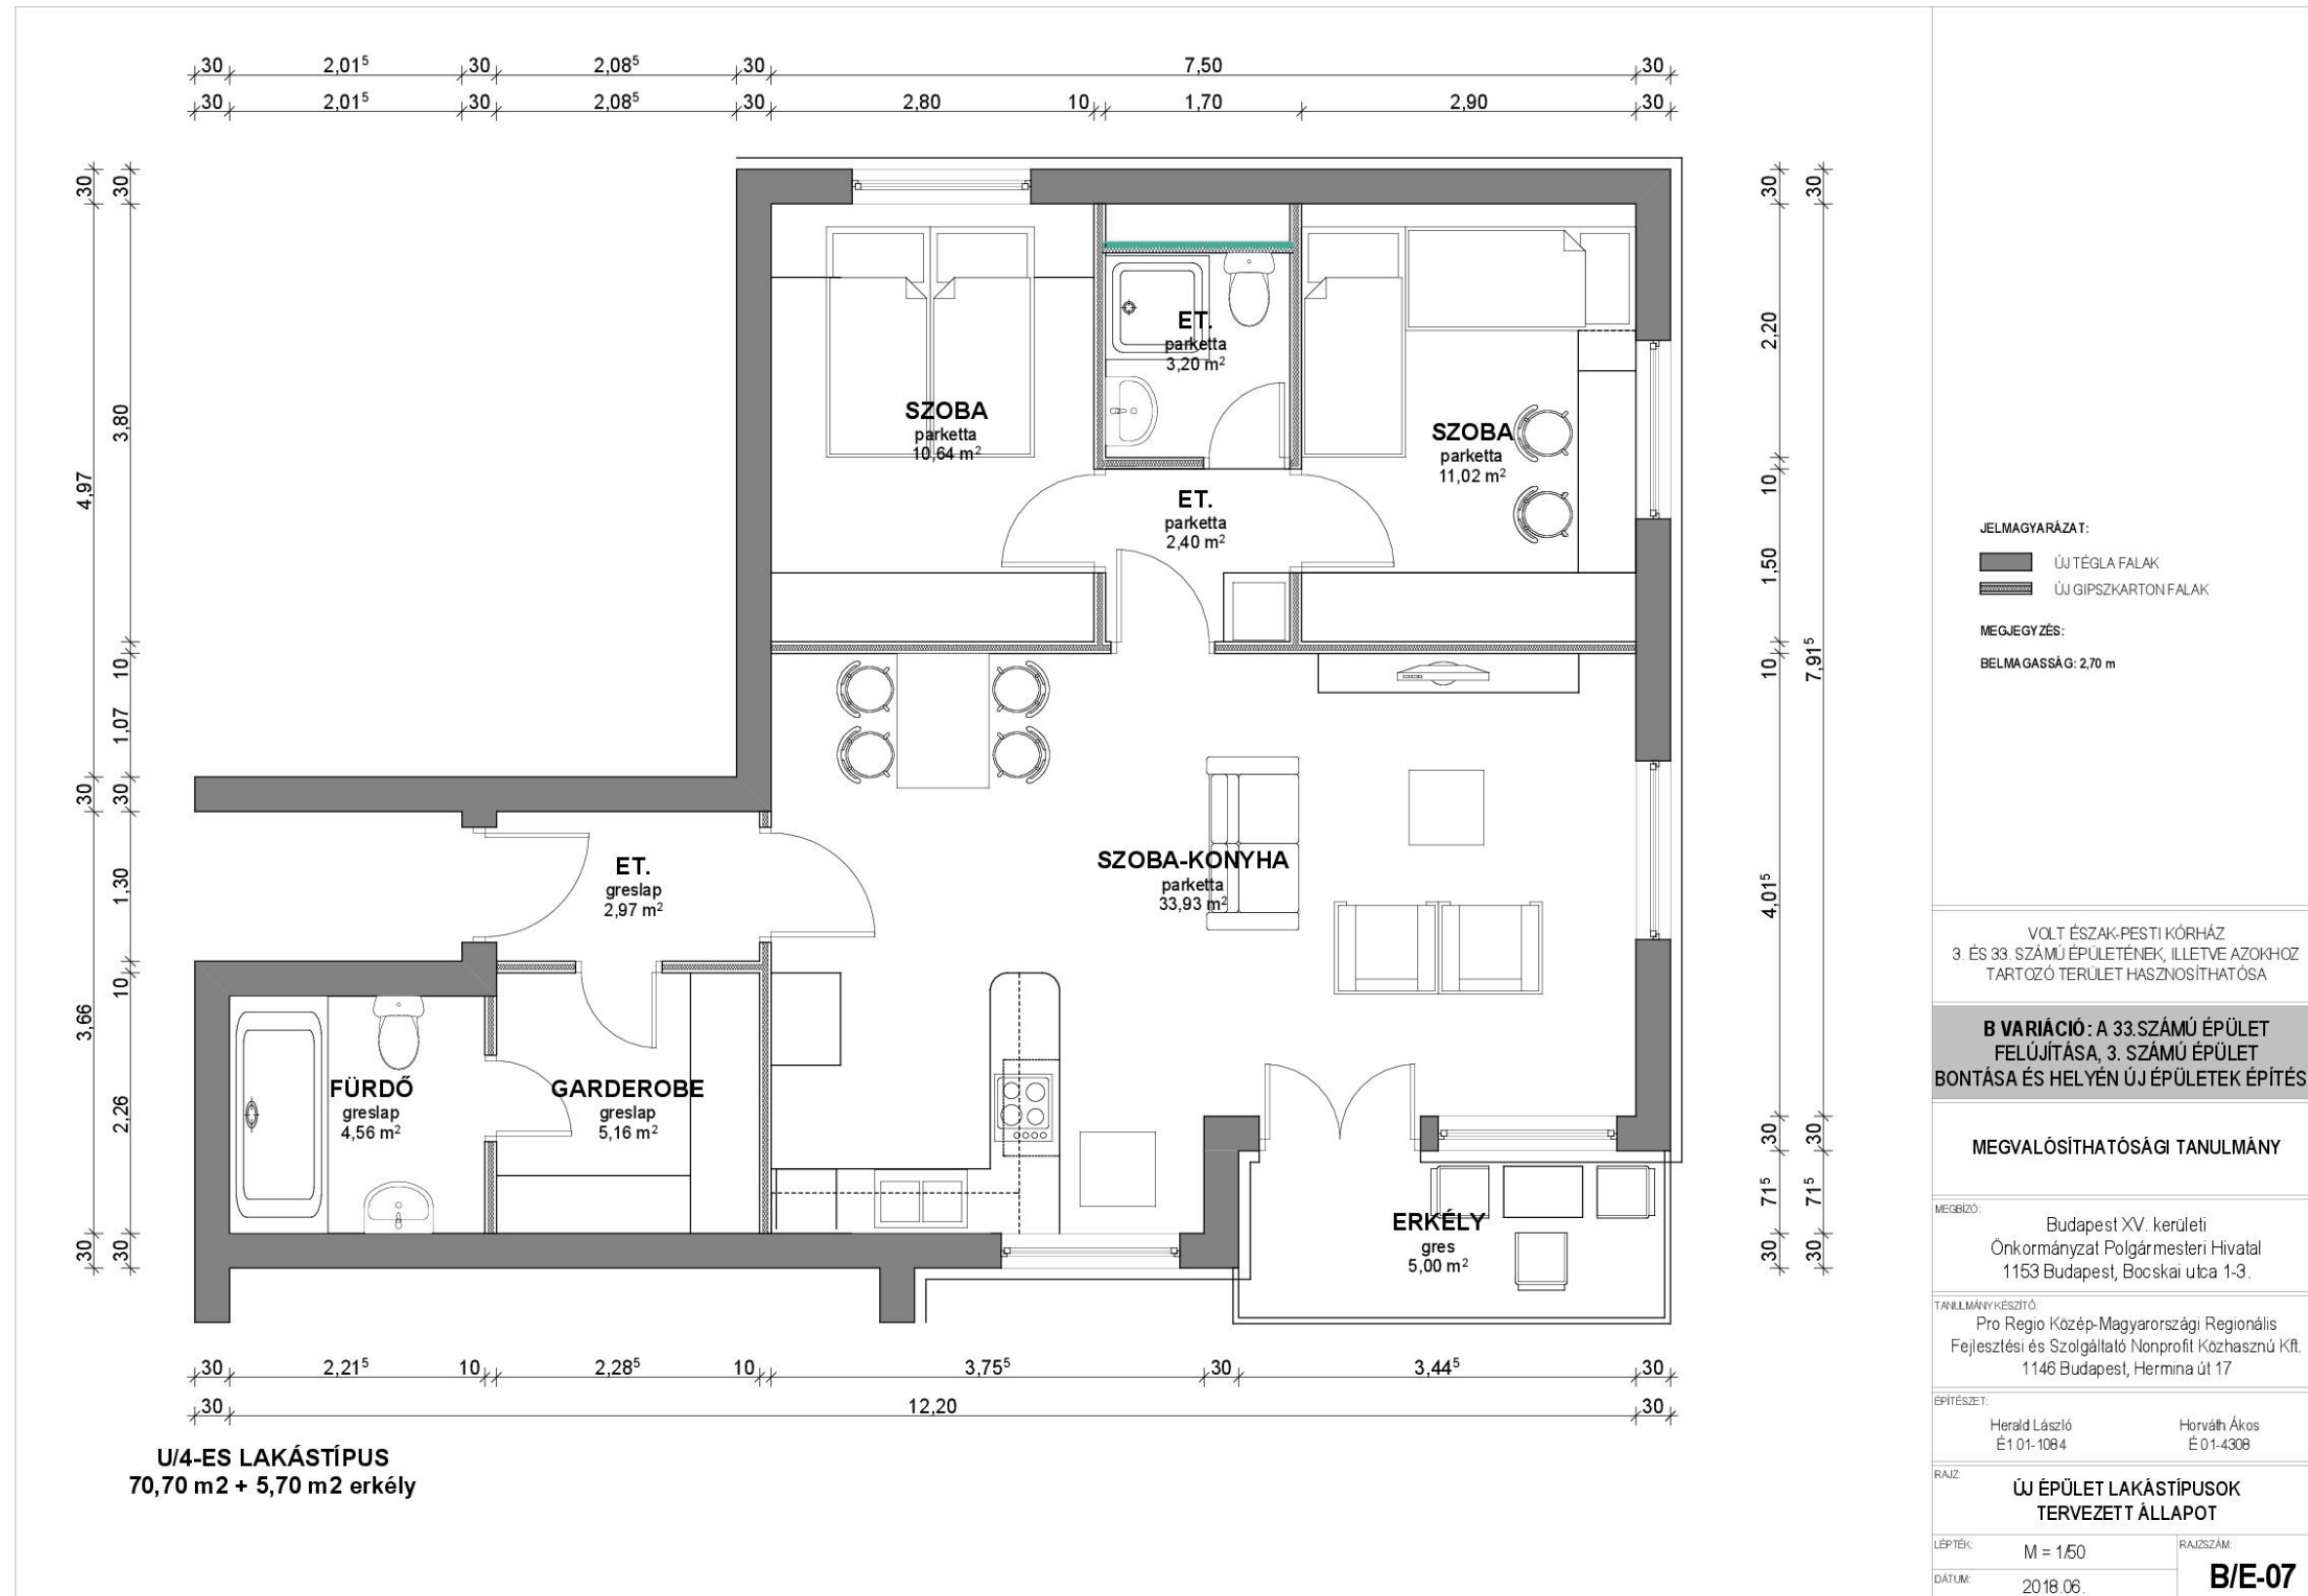 30 2,01⁵ 30 2,08⁵ 30 7,50 30
30 2,01⁵ 30 2,08⁵ 30 2,80 10 1,70 2,90 30
30 4,97 30 3,66 30
30 3,80 10 1,07 30 1,30 10 2,26 30
SZOBA
parketta
10,64 m²
ET.
parketta
3,20 m²
SZOBA
parketta
11,02 m²
ET.
parketta
2,40 m²
ET.
greslap
2,97 m²
SZOBA-KONYHA
parketta
33,93 m²
FÜRDŐ
greslap
4,56 m²
GARDEROBE
greslap
5,16 m²
ERKÉLY
gres
5,00 m²
30 2,20 10 1,50 10 4,01⁵ 30 71⁵ 30
30 7,91⁵ 30 71⁵ 30
30 2,21⁵ 10 2,28⁵ 10 3,75⁵ 30 3,44⁵ 30
30 12,20 30
U/4-ES LAKÁSTÍPUS
70,70 m2 + 5,70 m2 erkély
JELMAGYARÁZAT:
ÚJ TÉGLA FALAK
ÚJ GIPSZKARTON FALAK
MEGJEGYZÉS:
BELMAGASSÁG: 2,70 m
VOLT ÉSZAK-PESTI KÓRHÁZ
3. ÉS 33. SZÁMÚ ÉPÜLETÉNEK, ILLETVE AZOKHOZ
TARTOZÓ TERÜLET HASZNOSÍTHATÓSA
B VARIÁCIÓ: A 33.SZÁMÚ ÉPÜLET
FELÚJÍTÁSA, 3. SZÁMÚ ÉPÜLET
BONTÁSA ÉS HELYÉN ÚJ ÉPÜLETEK ÉPÍTÉS
MEGVALÓSÍTHATÓSÁGI TANULMÁNY
MEGBÍZÓ:
Budapest XV. kerületi
Önkormányzat Polgármesteri Hivatal
1153 Budapest, Bocskai utca 1-3.
TANULMÁNY KÉSZÍTŐ:
Pro Regio Közép-Magyarországi Regionális
Fejlesztési és Szolgáltató Nonprofit Közhasznú Kft.
1146 Budapest, Hermina út 17
ÉPÍTÉSZET:
Herald László Horváth Ákos
É1 01-1084 É 01-4308
RAJZ:
ÚJ ÉPÜLET LAKÁSTÍPUSOK
TERVEZETT ÁLLAPOT
LÉPTÉK: M = 1/50 RAJZSZÁM:
DÁTUM: 2018.06. B/E-07